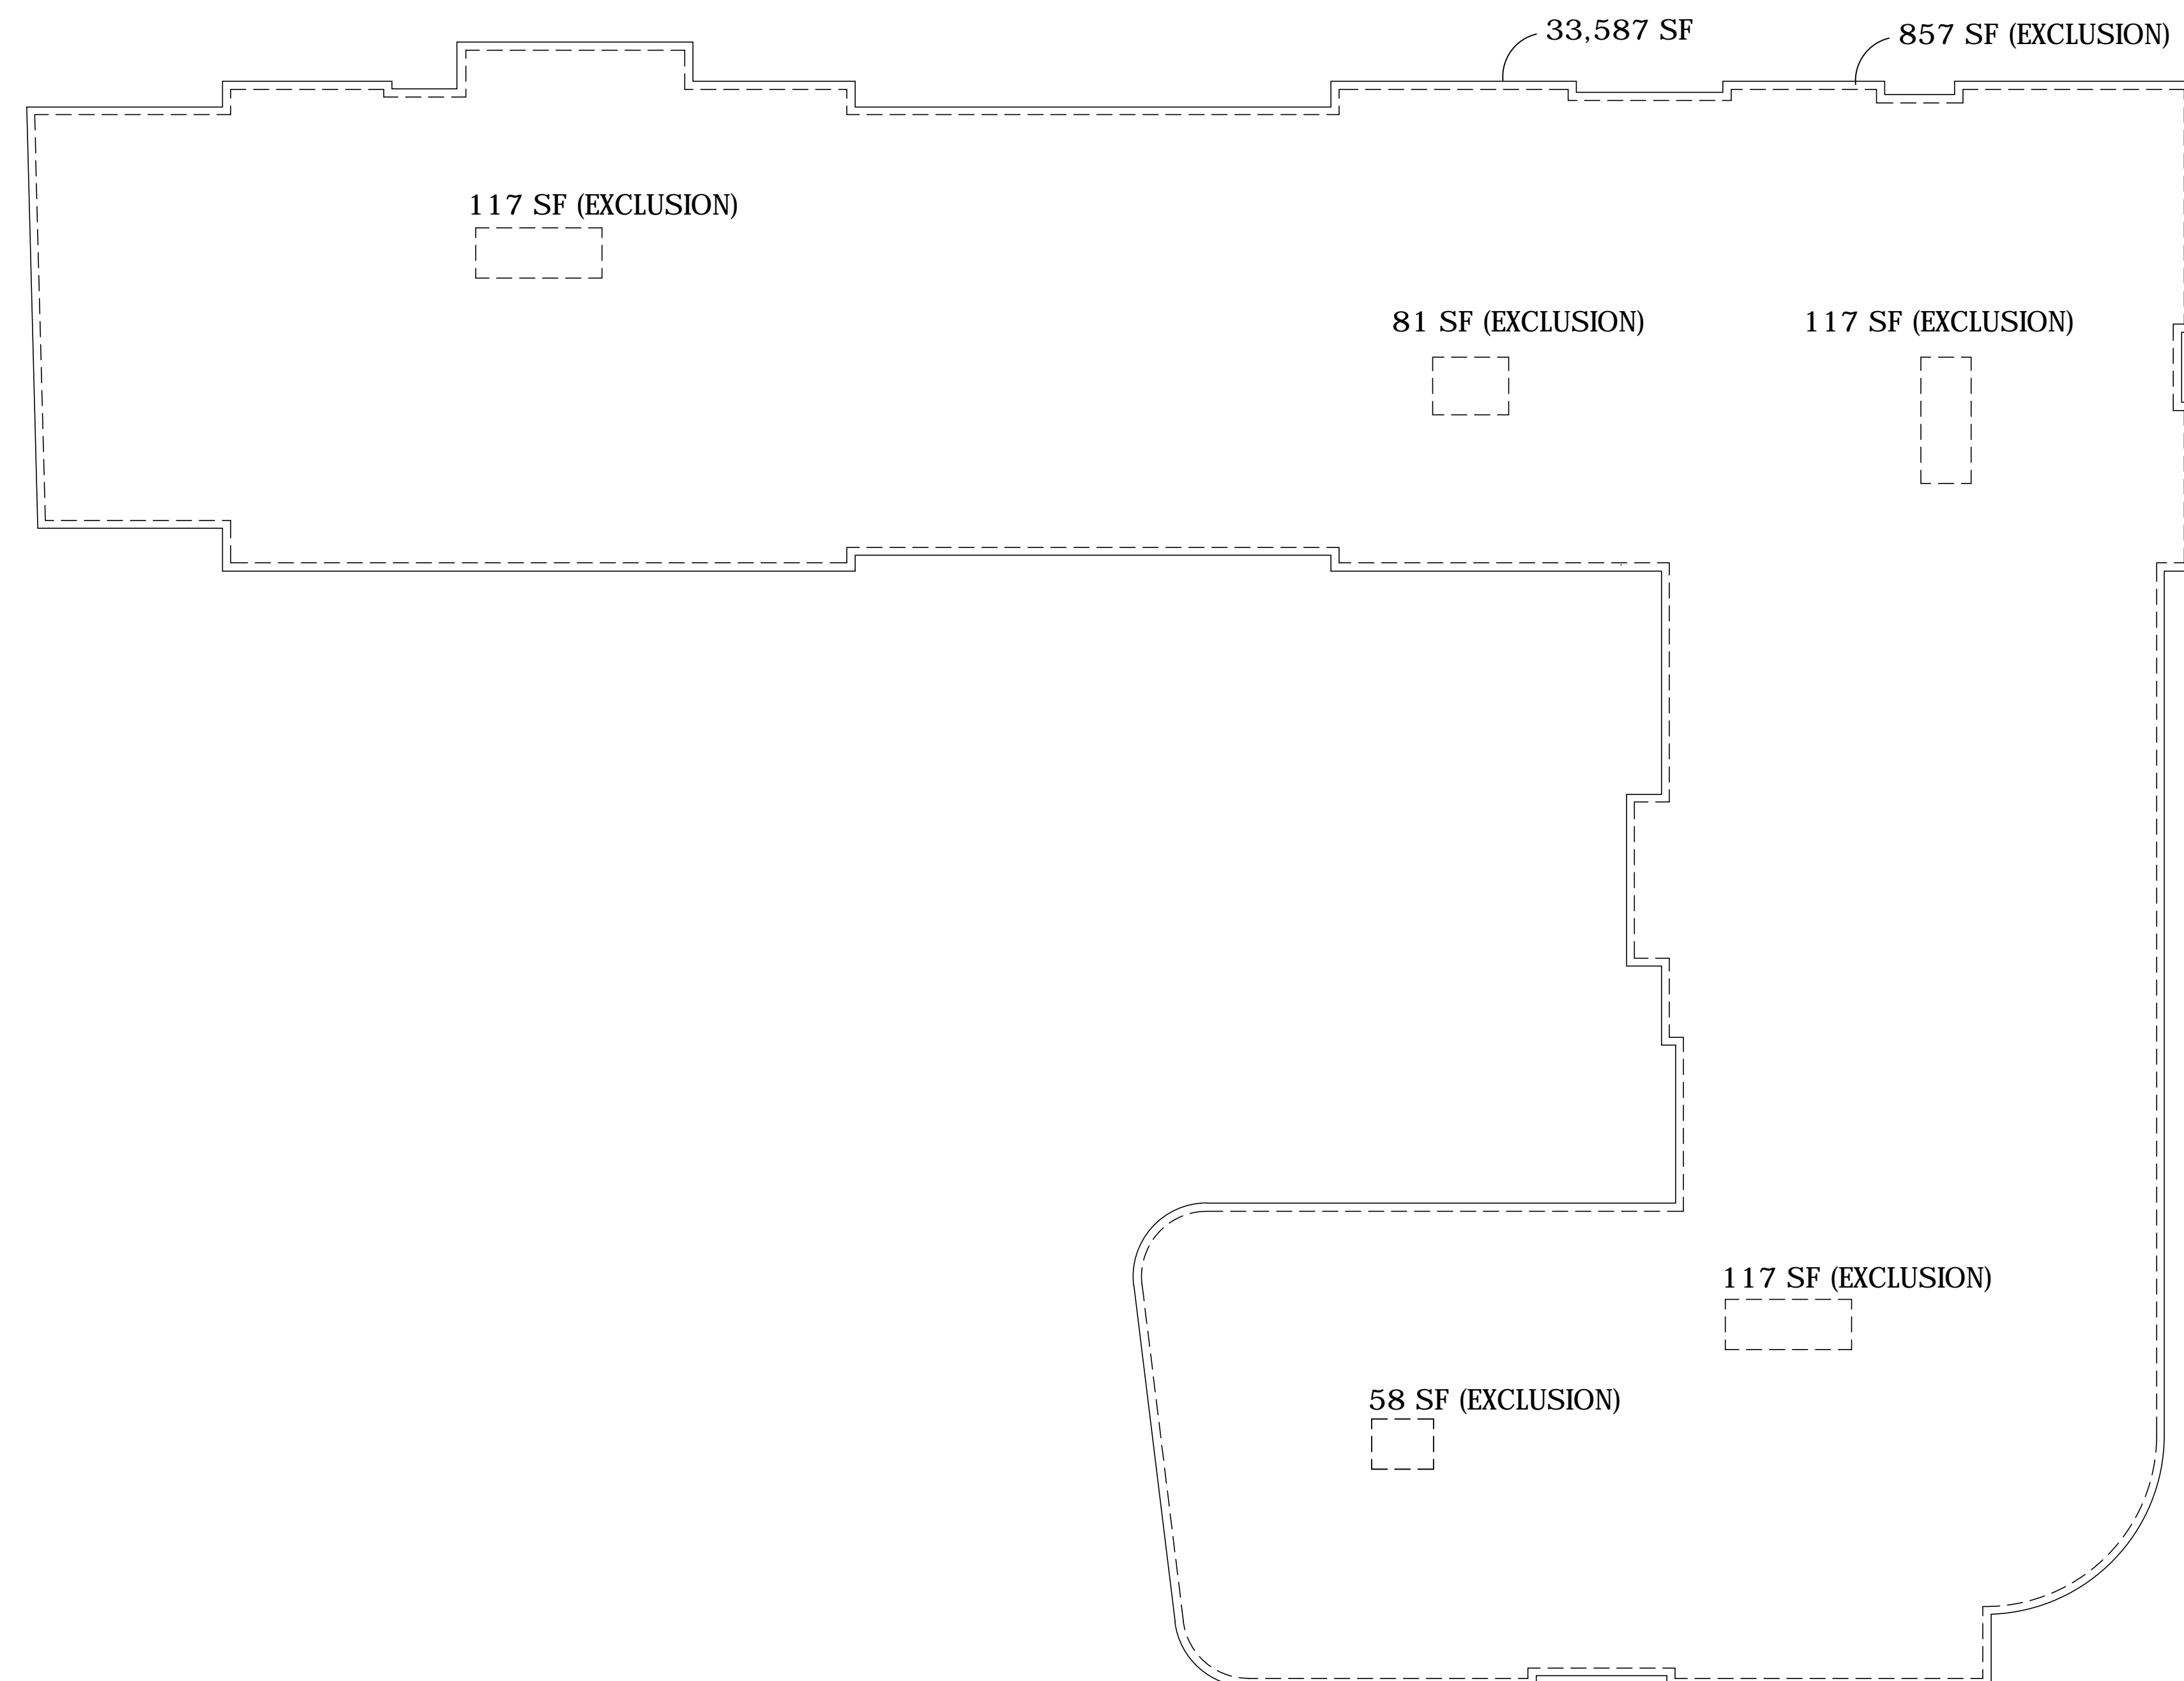 33,587 SF
857 SF (EXCLUSION)
117 SF (EXCLUSION)
81 SF (EXCLUSION)
117 SF (EXCLUSION)
117 SF (EXCLUSION)
58 SF (EXCLUSION)